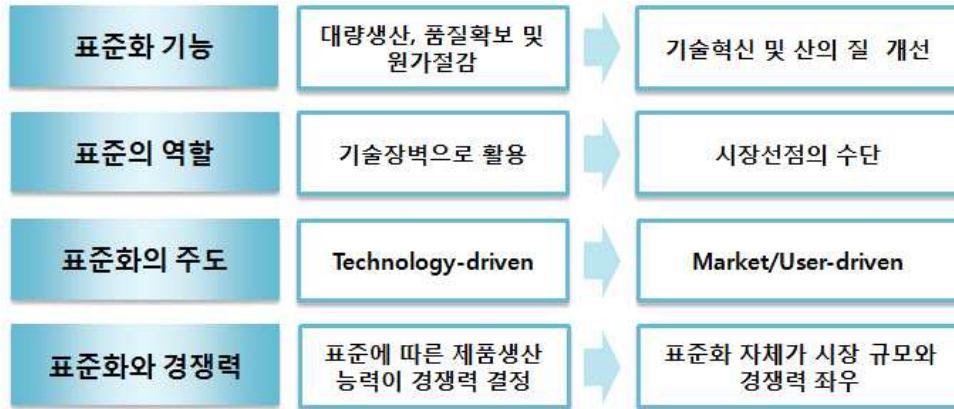 표준화 기능
대량생산, 품질확보 및
원가절감
기술혁신 및 산의 질 개선
표준의 역할
기술장벽으로 활용
시장선점의 수단
표준화의 주도
Technology-driven
Market/User-driven
표준화와 경쟁력
표준에 따른 제품생산
능력이 경쟁력 결정
표준화 자체가 시장 규모와
경쟁력 좌우